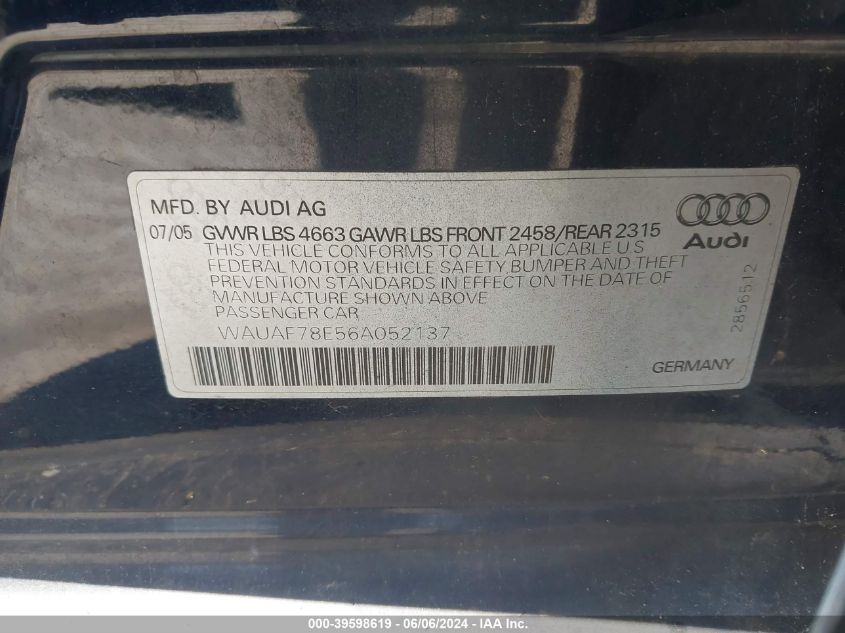 MFD. BY AUDI AG
07/05 GVWR LBS 4663 GAWR LBS FRONT 2458/REAR 2315
THIS VEHICLE CONFORMS TO ALL APPLICABLE U.S
FEDERAL MOTOR VEHICLE SAFETY, BUMPER AND THEFT
PREVENTION STANDARDS IN EFFECT ON THE DATE OF
MANUFACTURE SHOWN ABOVE
PASSENGER CAR
WAUAF78E56A052137
Audi
2856512
GERMANY
000-39598619 | 06/06/2024 - IAA Inc.